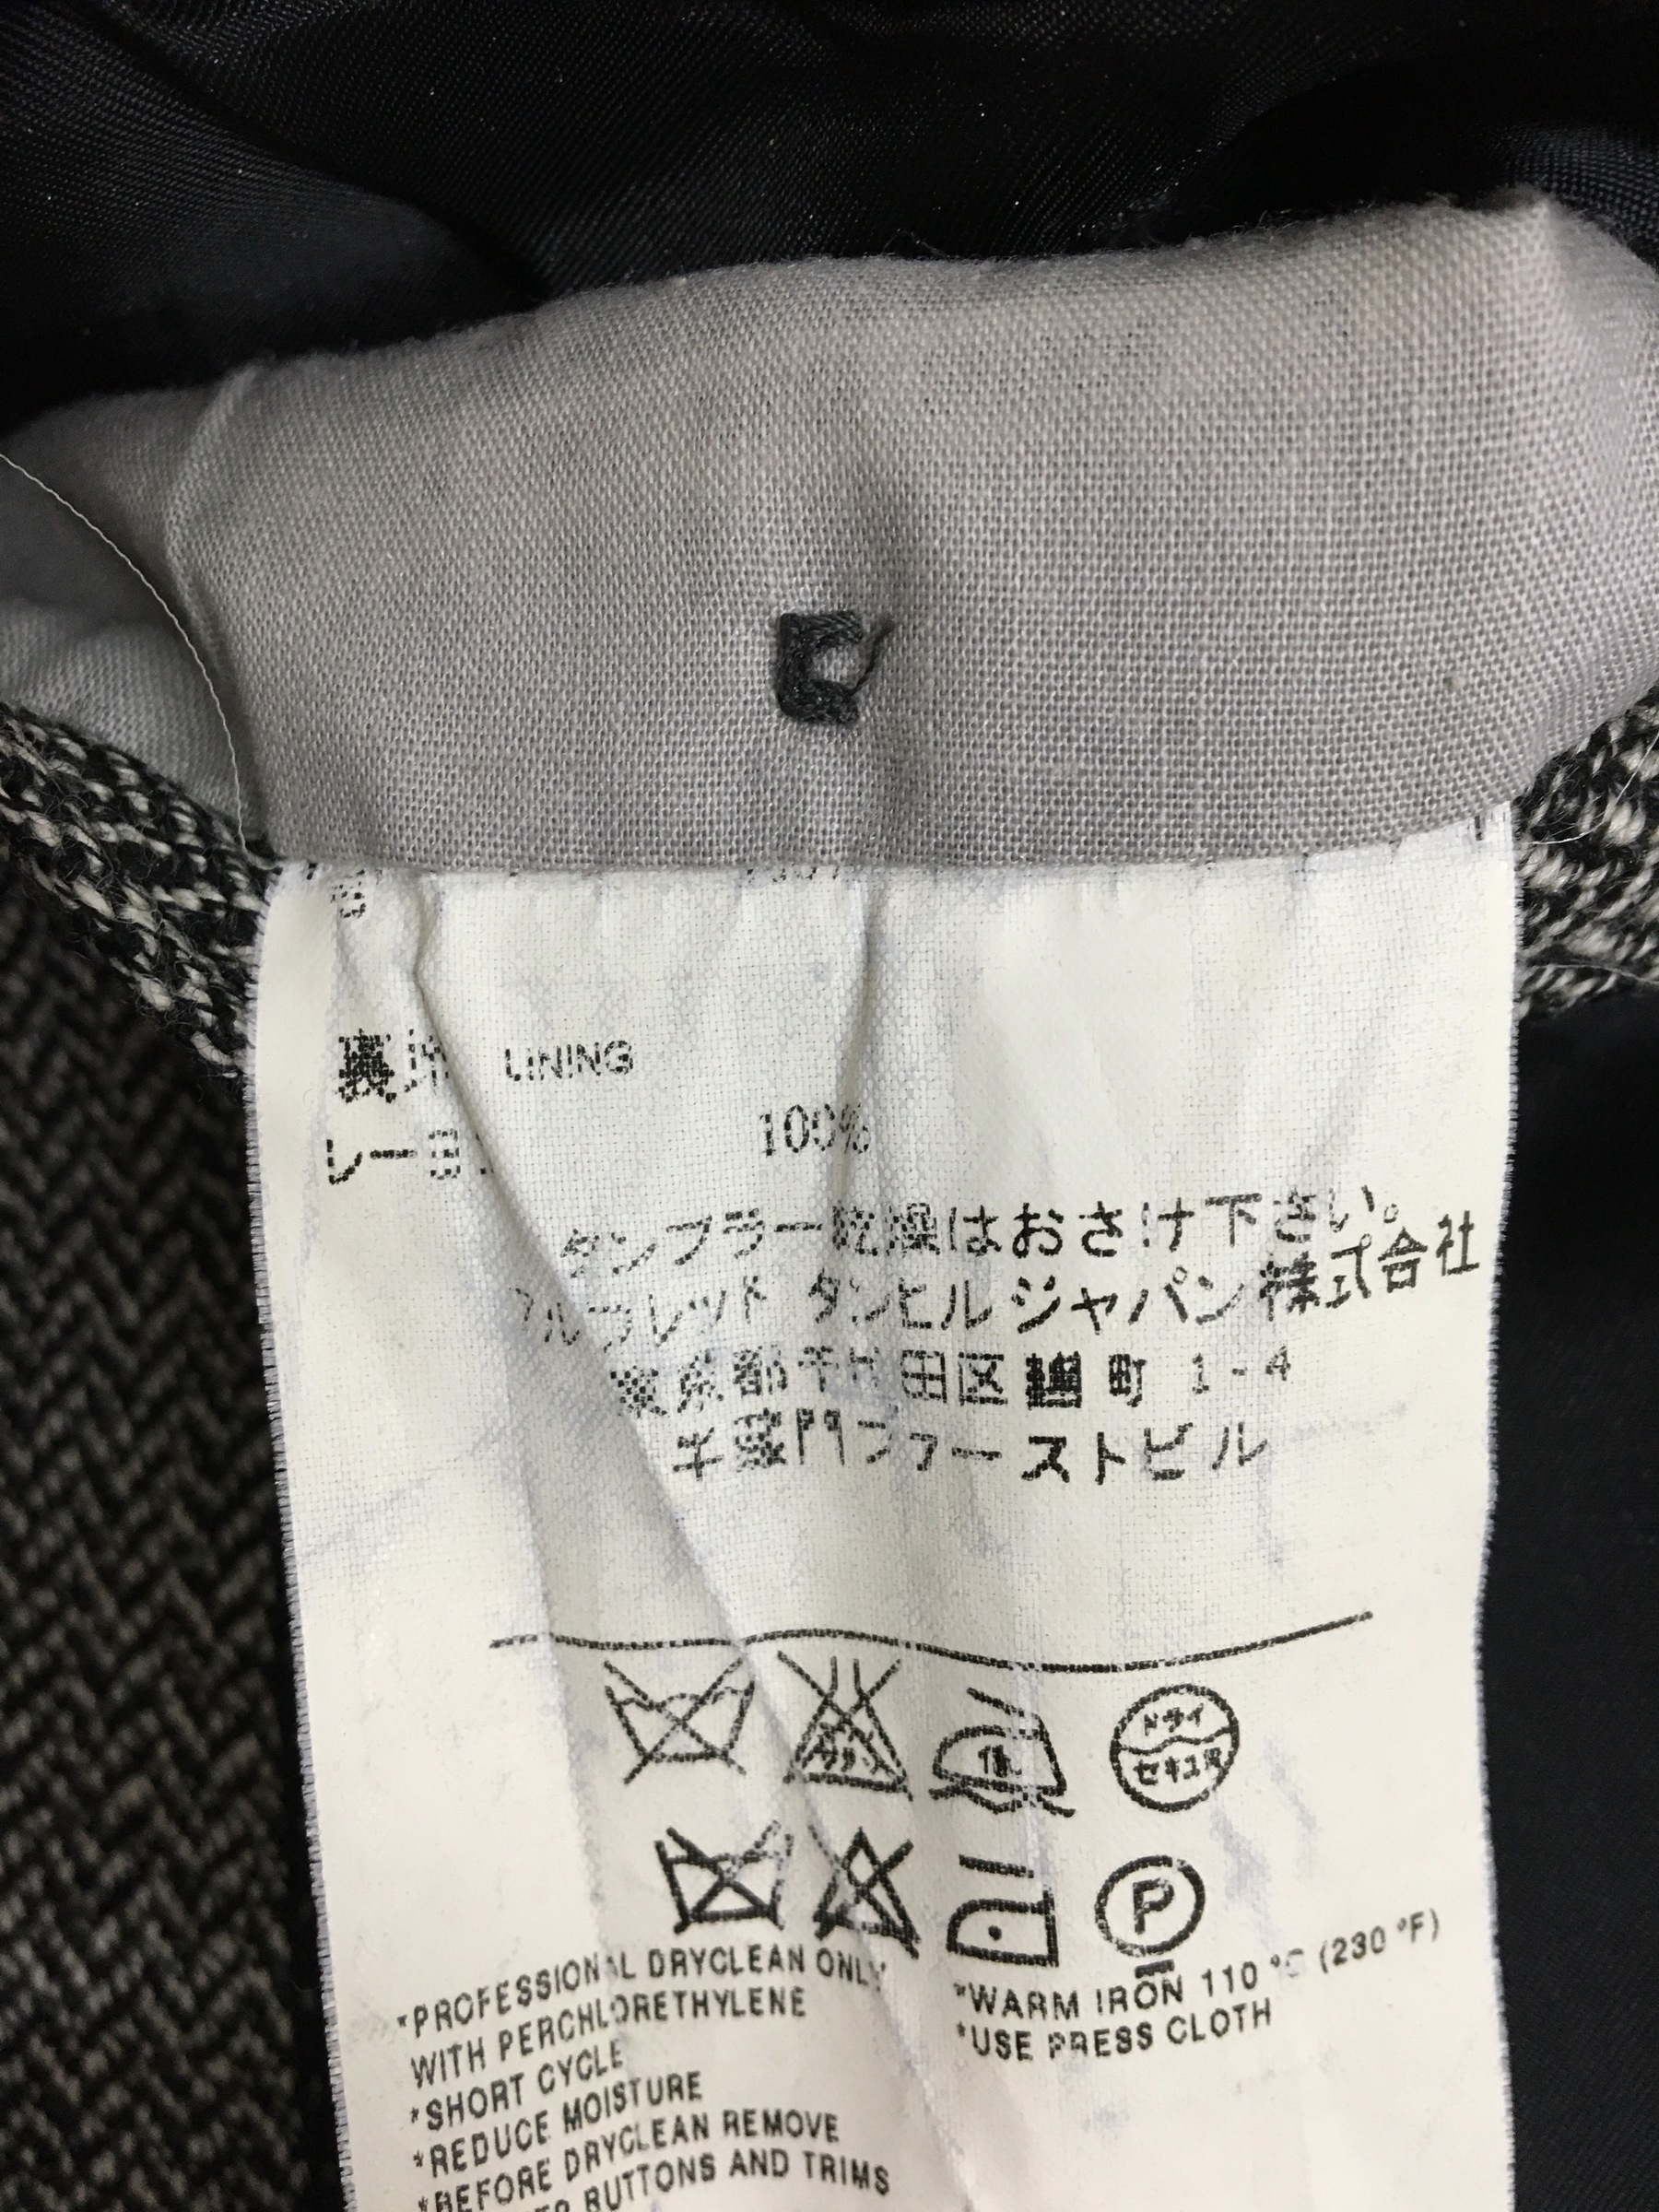 裏地 LINING
レーヨン 100%
タンブラー乾燥はおさけ下さい。
アルフレッド ダンヒル ジャパン 株式会社
東京都千代田区麹町 1-4
半蔵門ファーストビル
ドライ
セキユ系
P
*PROFESSIONAL DRYCLEAN ONLY
WITH PERCHLORETHYLENE
*SHORT CYCLE
*REDUCE MOISTURE
*BEFORE DRYCLEAN REMOVE
BUTTONS AND TRIMS
*WARM IRON 110 °C (230 °F)
*USE PRESS CLOTH